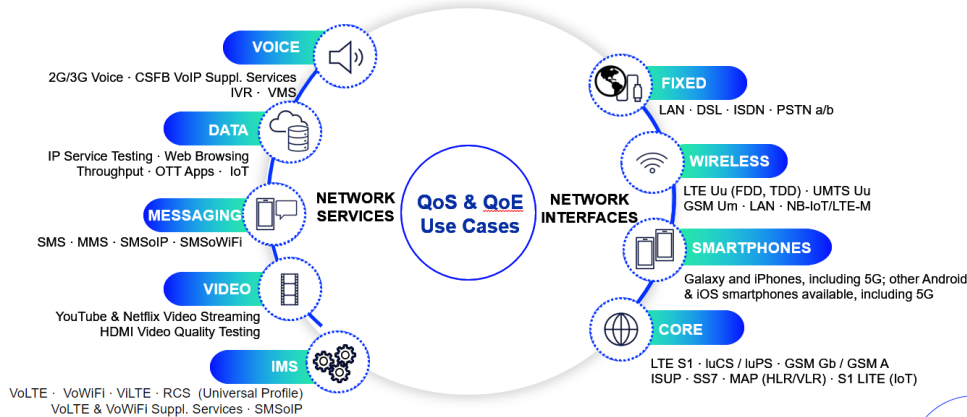 VOICE
2G/3G Voice · CSFB VoIP Suppl. Services
IVR · VMS
DATA
IP Service Testing · Web Browsing
Throughput · OTT Apps · IoT
MESSAGING
SMS · MMS · SMSoIP · SMSoWiFi
VIDEO
YouTube & Netflix Video Streaming
HDMI Video Quality Testing
IMS
VoLTE · VoWiFi · ViLTE · RCS (Universal Profile)
VoLTE & VoWiFi Suppl. Services · SMSoIP
NETWORK
SERVICES
QoS & QoE
Use Cases
NETWORK
INTERFACES
FIXED
LAN · DSL · ISDN · PSTN a/b
WIRELESS
LTE Uu (FDD, TDD) · UMTS Uu
GSM Um · LAN · NB-IoT/LTE-M
SMARTPHONES
Galaxy and iPhones, including 5G; other Android
& iOS smartphones available, including 5G
CORE
LTE S1 · IuCS / IuPS · GSM Gb / GSM A
ISUP · SS7 · MAP (HLR/VLR) · S1 LITE (IoT)